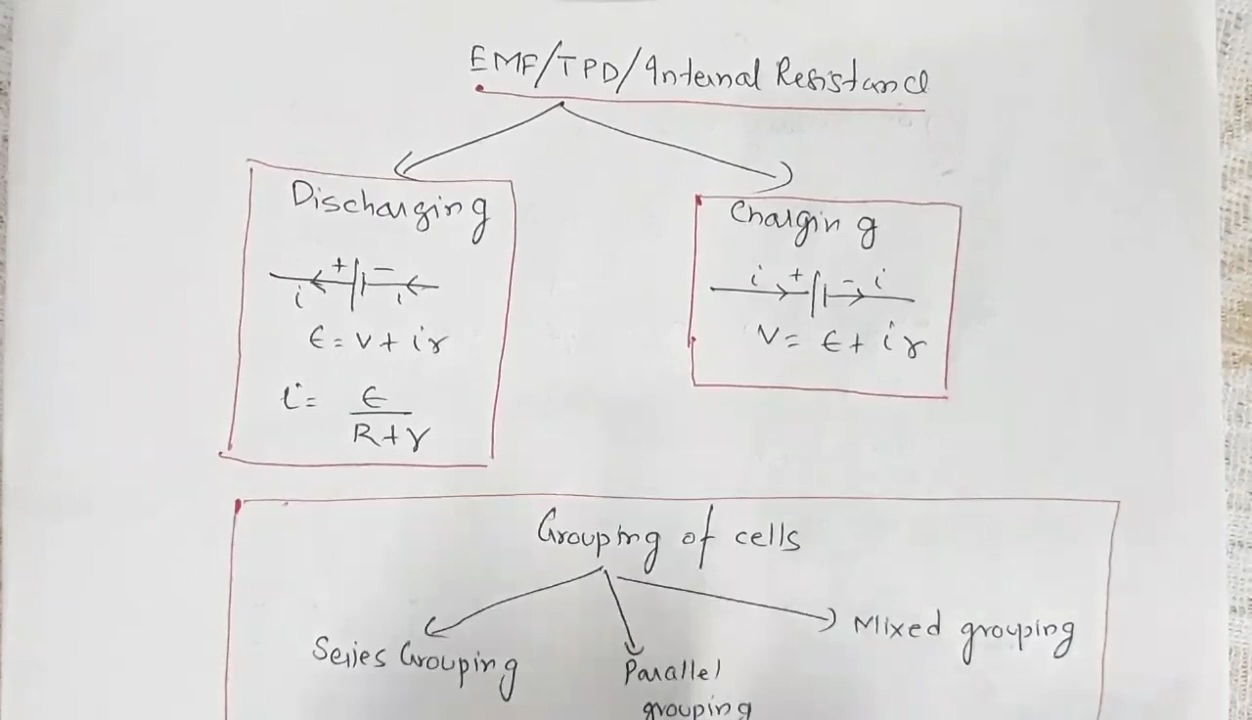 EMF/TPD/Internal Resistance
Discharging
+ -
i i
ϵ = v + ir
i = ϵ / R+r
Charging
i + - i
V = ϵ + ir
Grouping of cells
Series Grouping
Parallel
grouping
Mixed grouping